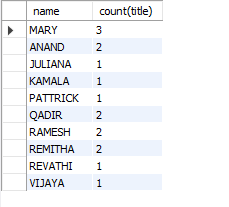 name count(title)
MARY 3
ANAND 2
JULIANA 1
KAMALA 1
PATTRICK 1
QADIR 2
RAMESH 2
REMITHA 2
REVATHI 1
VIJAYA 1